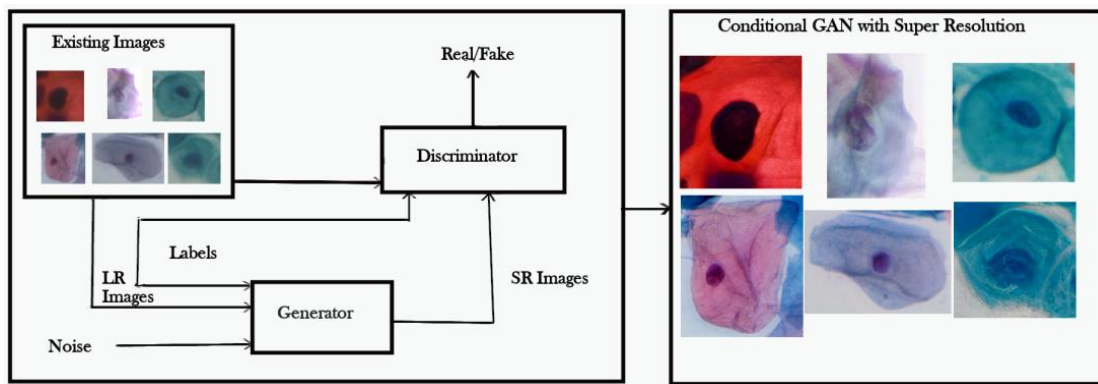 Existing Images
Real/Fake
Discriminator
Labels
LR
Images
SR Images
Generator
Noise
Conditional GAN with Super Resolution